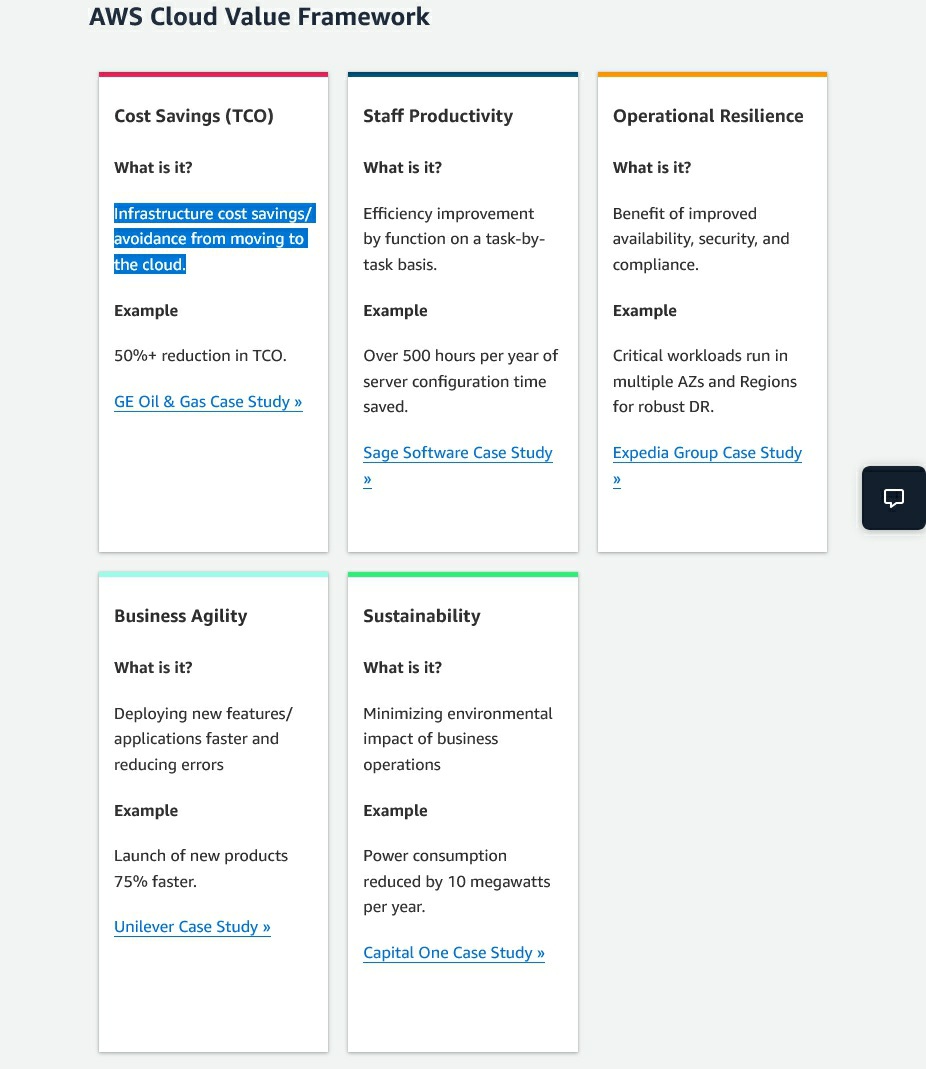 AWS Cloud Value Framework
Cost Savings (TCO)
What is it?
Infrastructure cost savings/
avoidance from moving to
the cloud.
Example
50%+ reduction in TCO.
GE Oil & Gas Case Study »
Staff Productivity
What is it?
Efficiency improvement
by function on a task-by-
task basis.
Example
Over 500 hours per year of
server configuration time
saved.
Sage Software Case Study
»
Operational Resilience
What is it?
Benefit of improved
availability, security, and
compliance.
Example
Critical workloads run in
multiple AZs and Regions
for robust DR.
Expedia Group Case Study
»
Business Agility
What is it?
Deploying new features/
applications faster and
reducing errors
Example
Launch of new products
75% faster.
Unilever Case Study »
Sustainability
What is it?
Minimizing environmental
impact of business
operations
Example
Power consumption
reduced by 10 megawatts
per year.
Capital One Case Study »